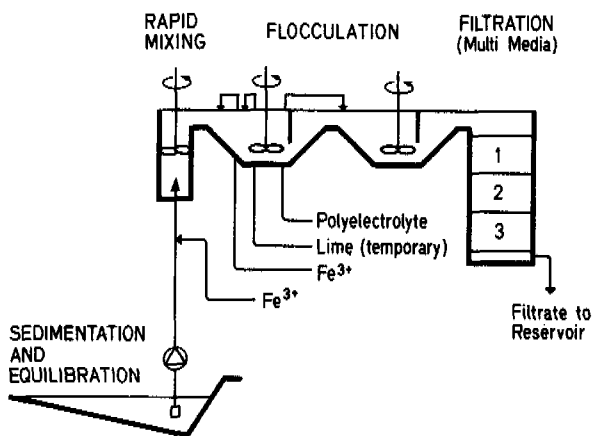 RAPID
MIXING
FLOCCULATION
FILTRATION
(Multi Media)
1
2
3
Polyelectrolyte
Lime (temporary)
Fe3+
Fe3+
Filtrate to
Reservoir
SEDIMENTATION
AND
EQUILIBRATION